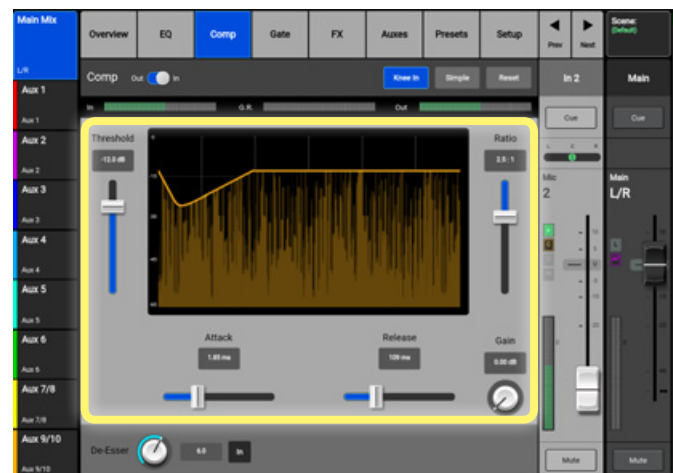 Main Mix
L/R
Overview
EQ
Comp
Gate
FX
Auxes
Presets
Setup
Prev
Next
Scene:
(Default)
Comp
Out
In
Knee In
Simple
Reset
In 2
Main
In
G.R.
Out
Cue
Cue
Threshold
-12.0 dB
Ratio
2.5 : 1
L C R
Mic
2
Main
L/R
Attack
1.85 ms
Release
109 ms
Gain
0.00 dB
De-Esser
6.0
In
Mute
Mute
Aux 1
Aux 1
Aux 2
Aux 2
Aux 3
Aux 3
Aux 4
Aux 4
Aux 5
Aux 5
Aux 6
Aux 6
Aux 7/8
Aux 7/8
Aux 9/10
Aux 9/10